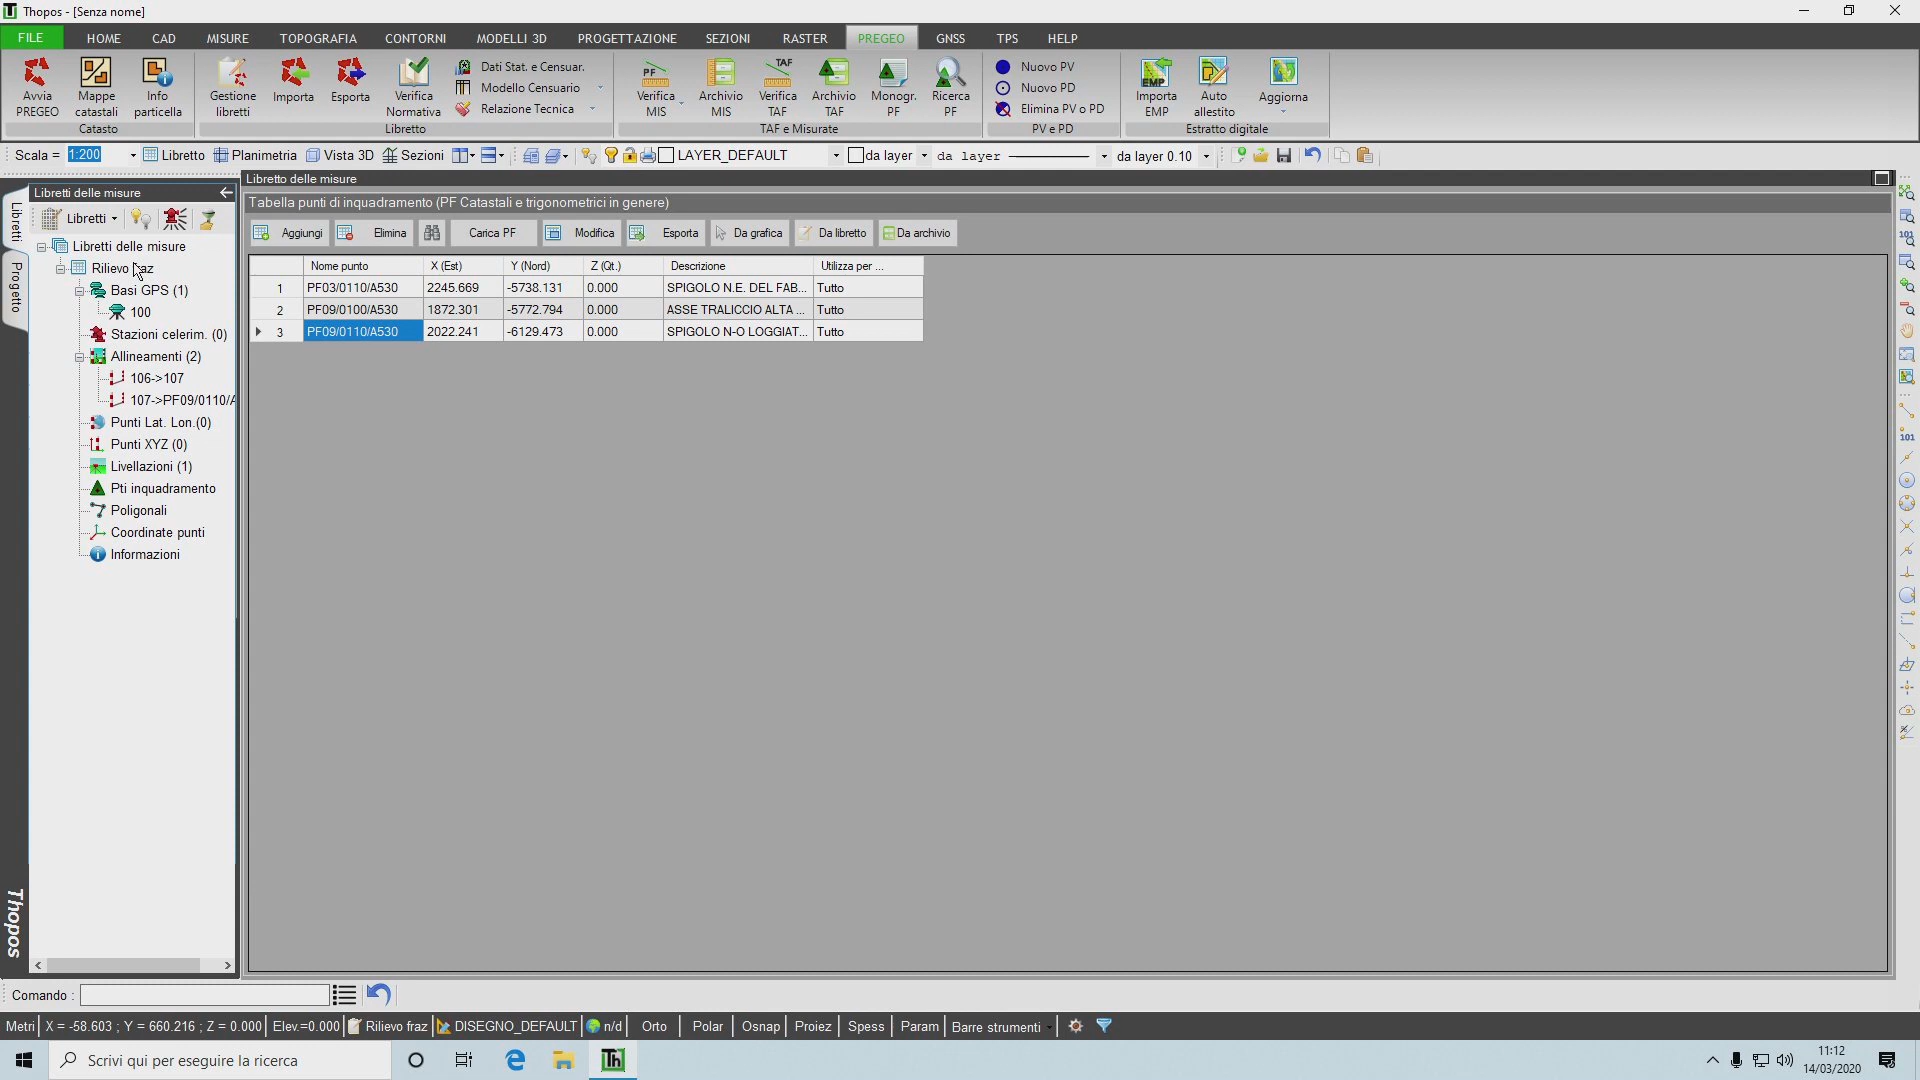 Thopos - [Senza nome]
FILE HOME CAD MISURE TOPOGRAFIA CONTORNI MODELLI 3D PROGETTAZIONE SEZIONI RASTER PREGEO GNSS TPS HELP
Avvia PREGEO
Mappe catastali
Info particella
Catasto
Gestione libretti
Importa
Esporta
Verifica Normativa
Dati Stat. e Censuar.
Modello Censuario
Relazione Tecnica
Libretto
Verifica MIS
Archivio MIS
TAF
Verifica TAF
Archivio TAF
Monogr. PF
Ricerca PF
TAF e Misurate
Nuovo PV
Nuovo PD
Elimina PV o PD
PV e PD
EMP
Importa EMP
Auto allestito
Aggiorna
Estratto digitale
Scala = 1:200 Libretto Planimetria Vista 3D Sezioni LAYER_DEFAULT da layer da layer da layer 0.10
Libretti delle misure
Libretti
Libretti
Progetto
Libretti delle misure
Rilievo fraz
Basi GPS (1)
100
Stazioni celerim. (0)
Allineamenti (2)
106->107
107->PF09/0110/A
Punti Lat. Lon.(0)
Punti XYZ (0)
Livellazioni (1)
Pti inquadramento
Poligonali
Coordinate punti
Informazioni
Thopos
Libretto delle misure
Tabella punti di inquadramento (PF Catastali e trigonometrici in genere)
Aggiungi Elimina Carica PF Modifica Esporta Da grafica Da libretto Da archivio
Nome punto X (Est) Y (Nord) Z (Qt.) Descrizione Utilizza per ...
1 PF03/0110/A530 2245.669 -5738.131 0.000 SPIGOLO N.E. DEL FAB... Tutto
2 PF09/0100/A530 1872.301 -5772.794 0.000 ASSE TRALICCIO ALTA ... Tutto
3 PF09/0110/A530 2022.241 -6129.473 0.000 SPIGOLO N-O LOGGIAT... Tutto
101
101
Comando :
Metri X = -58.603 ; Y = 660.216 ; Z = 0.000 Elev.=0.000 Rilievo fraz DISEGNO_DEFAULT n/d Orto Polar Osnap Proiez Spess Param Barre strumenti
Scrivi qui per eseguire la ricerca
Th
11:12
14/03/2020